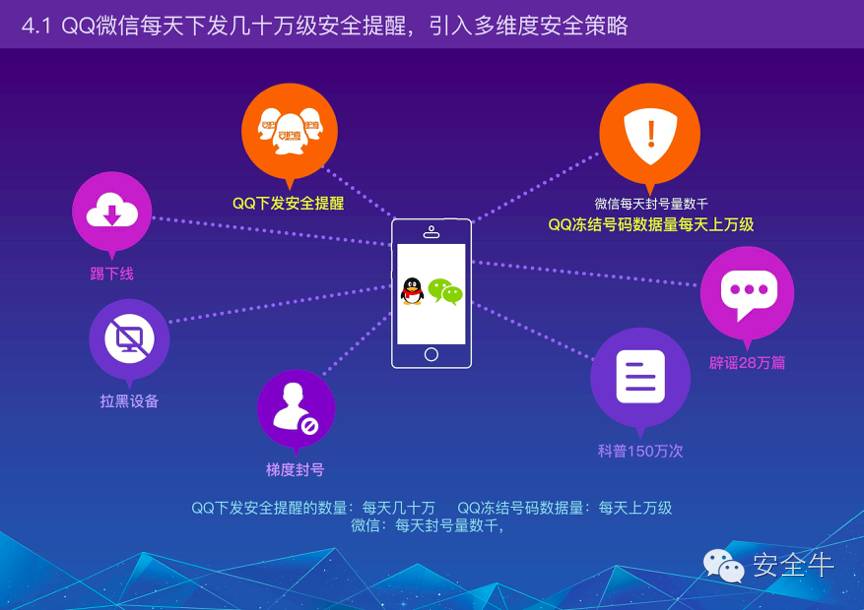 4.1 QQ微信每天下发几十万级安全提醒，引入多维度安全策略
QQ下发安全提醒
微信每天封号量数千
QQ冻结号码数据量每天上万级
踢下线
辟谣28万篇
拉黑设备
科普150万次
梯度封号
QQ下发安全提醒的数量：每天几十万 QQ冻结号码数据量：每天上万级
微信：每天封号量数千,
安全牛